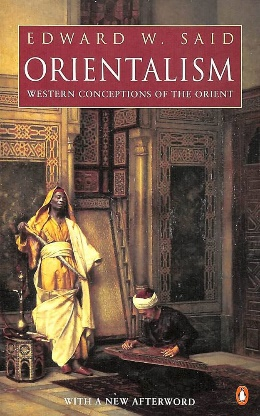 EDWARD W. SAID
ORIENTALISM
WESTERN CONCEPTIONS OF THE ORIENT
WITH A NEW AFTERWORD